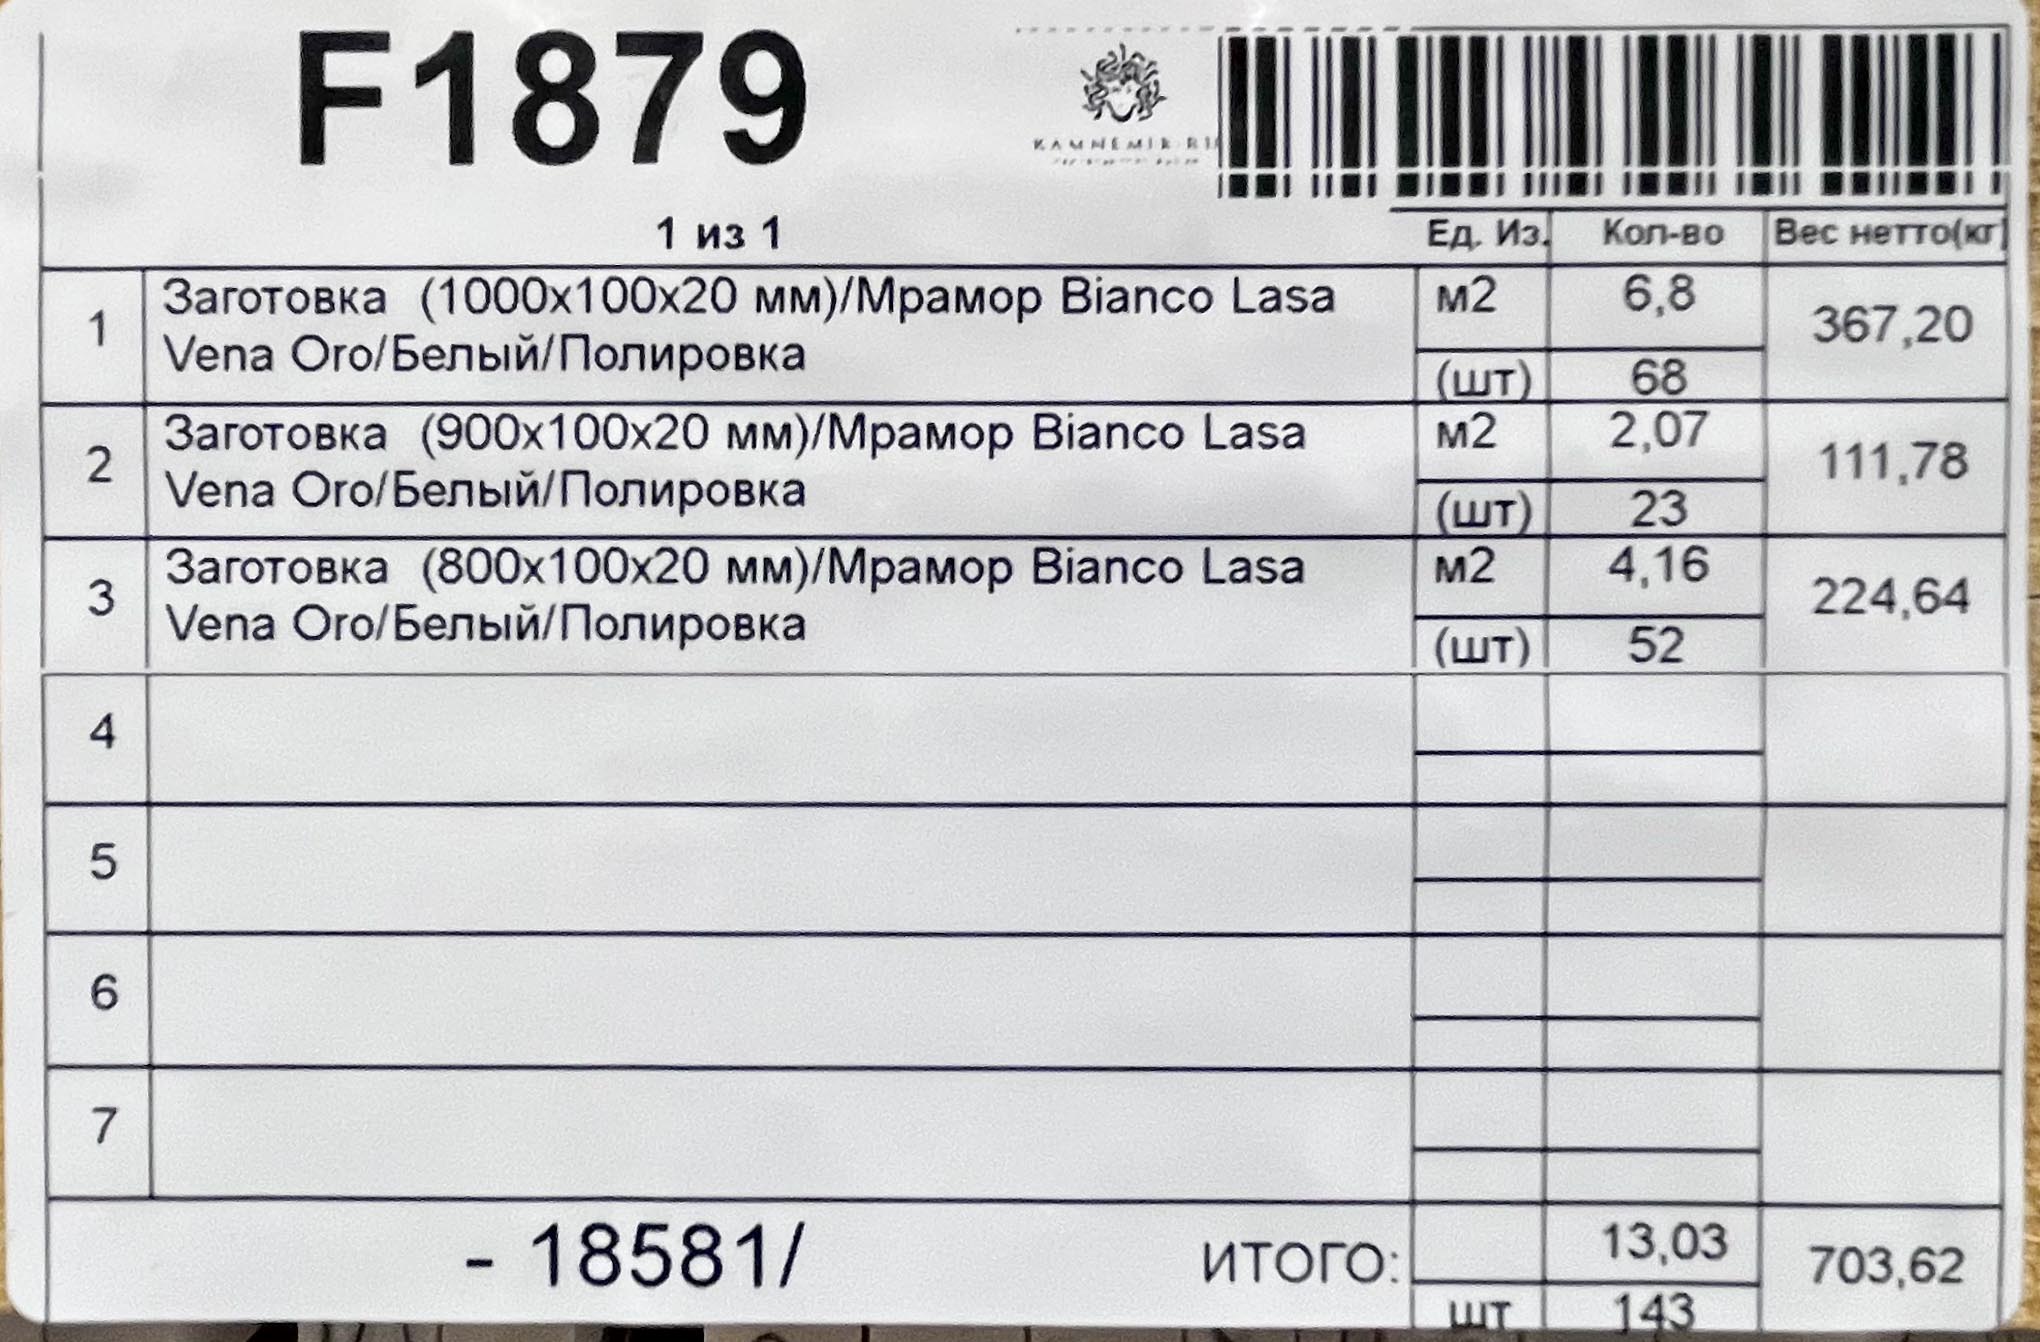 F1879
1 из 1
Ед. Из. Кол-во Вес нетто(кг)
1 Заготовка (1000x100x20 мм)/Мрамор Bianco Lasa м2 6,8 367,20
Vena Oro/Белый/Полировка (шт) 68
2 Заготовка (900x100x20 мм)/Мрамор Bianco Lasa м2 2,07 111,78
Vena Oro/Белый/Полировка (шт) 23
3 Заготовка (800x100x20 мм)/Мрамор Bianco Lasa м2 4,16 224,64
Vena Oro/Белый/Полировка (шт) 52
4
5
6
7
- 18581/ ИТОГО: 13,03 703,62
шт 143